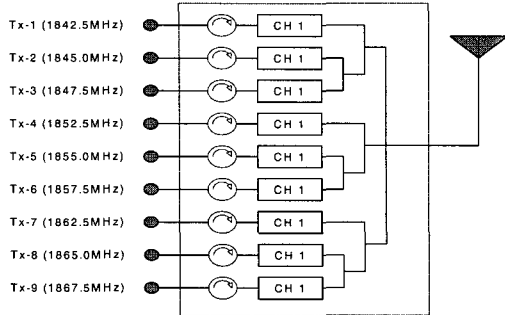 Tx-1 (1842.5MHz) CH 1
Tx-2 (1845.0MHz) CH 1
Tx-3 (1847.5MHz) CH 1
Tx-4 (1852.5MHz) CH 1
Tx-5 (1855.0MHz) CH 1
Tx-6 (1857.5MHz) CH 1
Tx-7 (1862.5MHz) CH 1
Tx-8 (1865.0MHz) CH 1
Tx-9 (1867.5MHz) CH 1